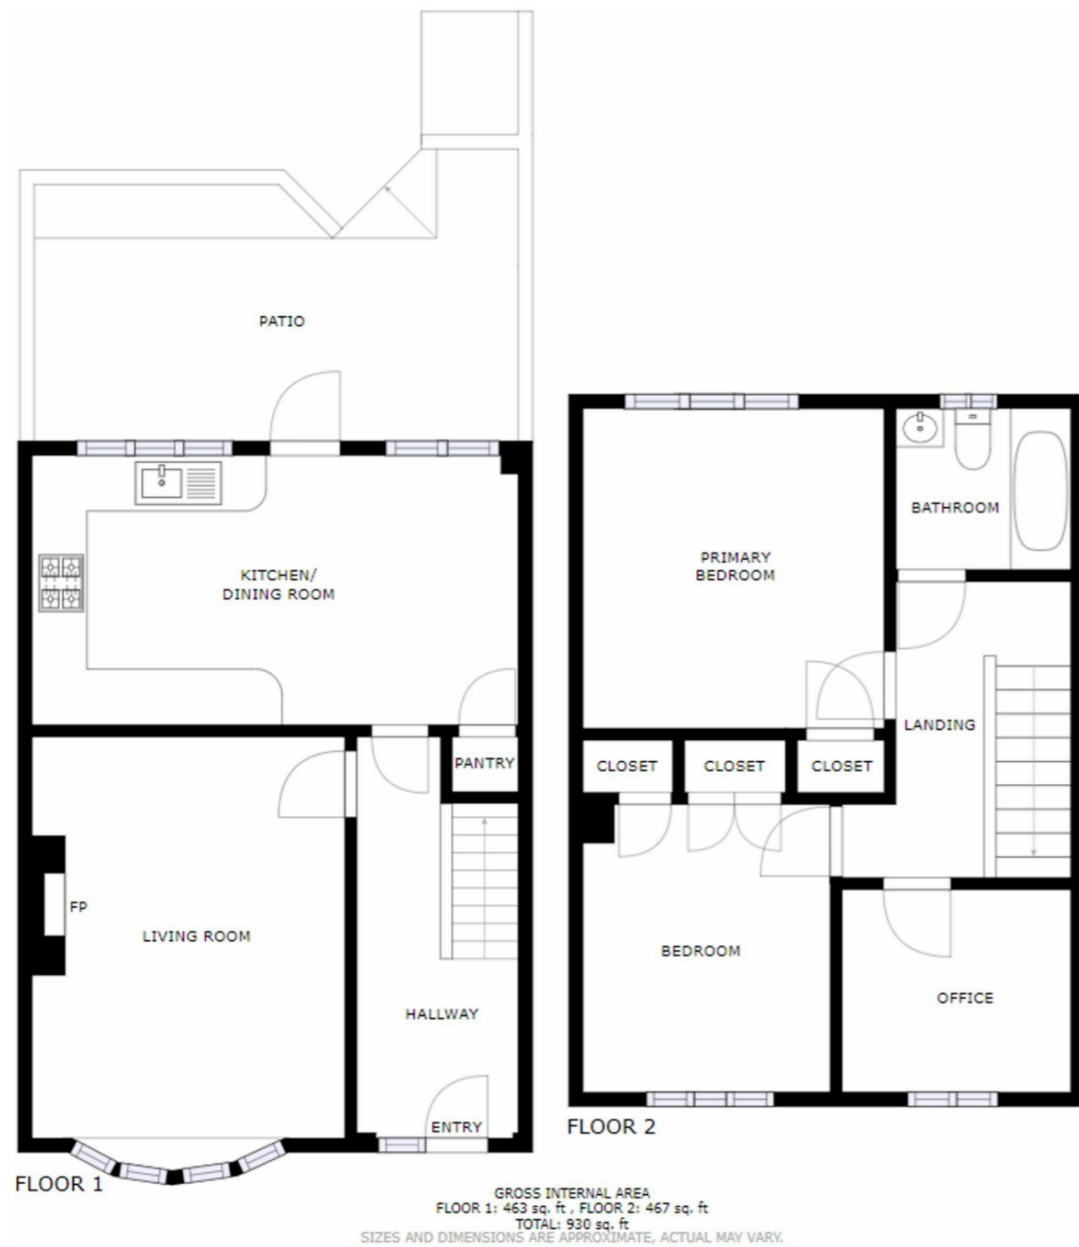 PATIO
KITCHEN/
DINING ROOM
PANTRY
FP
LIVING ROOM
HALLWAY
ENTRY
FLOOR 1
PRIMARY
BEDROOM
BATHROOM
LANDING
CLOSET
CLOSET
CLOSET
BEDROOM
OFFICE
FLOOR 2
GROSS INTERNAL AREA
FLOOR 1: 463 sq. ft , FLOOR 2: 467 sq. ft
TOTAL: 930 sq. ft
SIZES AND DIMENSIONS ARE APPROXIMATE, ACTUAL MAY VARY.